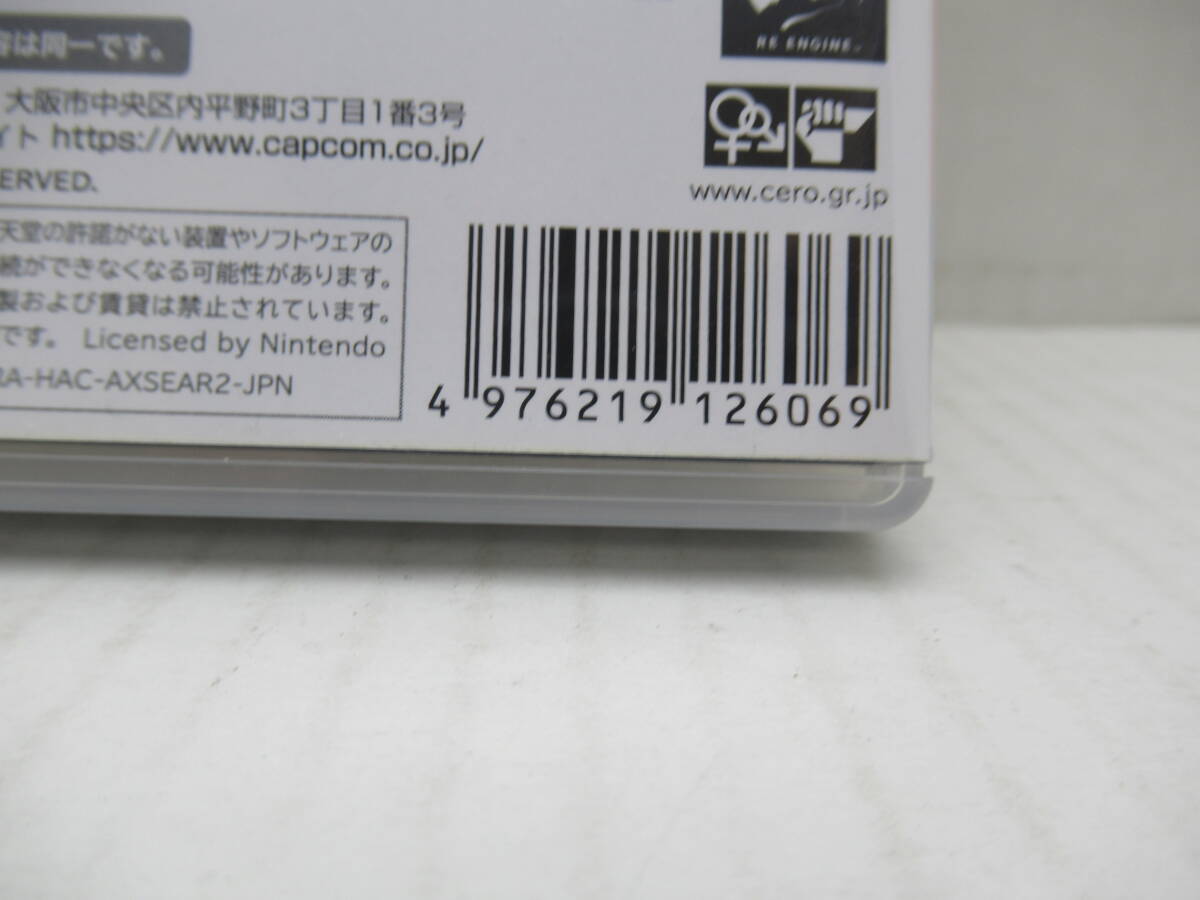 容は同一です。
RE ENGINE
大阪市中央区内平野町3丁目1番3号
イト https://www.capcom.co.jp/
ERVED.
www.cero.gr.jp
天堂の許諾がない装置やソフトウェアの
続ができなくなる可能性があります。
製および賃貸は禁止されています。
です。 Licensed by Nintendo
RA-HAC-AXSEAR2-JPN
4 976219 126069